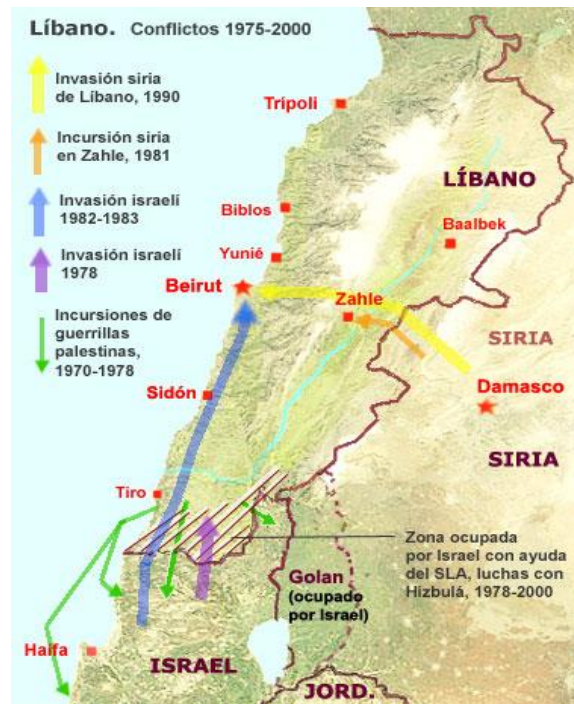 Líbano. Conflictos 1975-2000
Invasión siria
de Líbano, 1990
Incursión siria
en Zahle, 1981
Invasión israelí
1982-1983
Invasión israelí
1978
Incursiones de
guerrillas
palestinas,
1970-1978
Trípoli
LÍBANO
Biblos
Baalbek
Yunié
Beirut
Zahle
SIRIA
Damasco
Sidón
SIRIA
Tiro
Zona ocupada
por Israel con ayuda
del SLA, luchas con
Hizbulá, 1978-2000
Golan
(ocupado
por Israel)
Haifa
ISRAEL
JORD.